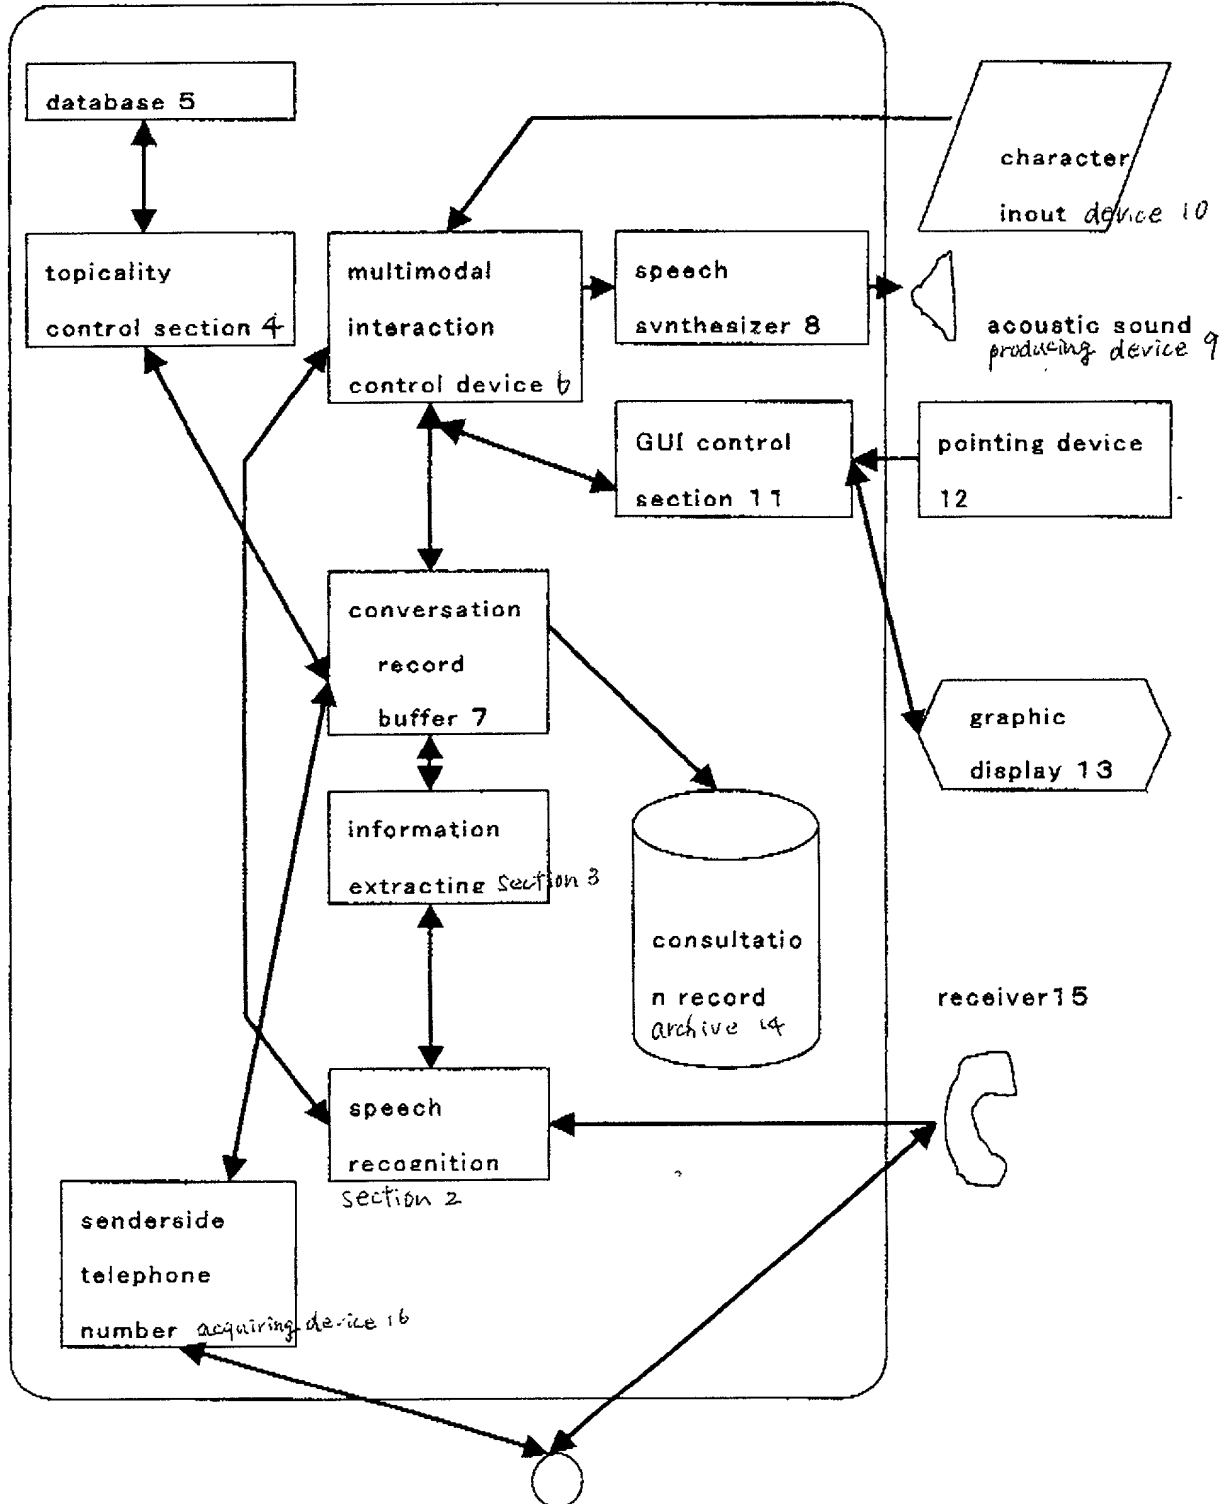 database 5
character
inout device 10
topicality
control section 4
multimodal
interaction
control device 6
speech
synthesizer 8
acoustic sound
producing device 9
GUI control
section 11
pointing device
12
conversation
record
buffer 7
graphic
display 13
information
extracting section 3
consultatio
n record
archive 14
receiver15
speech
recognition
section 2
senderside
telephone
number acquiring device 16